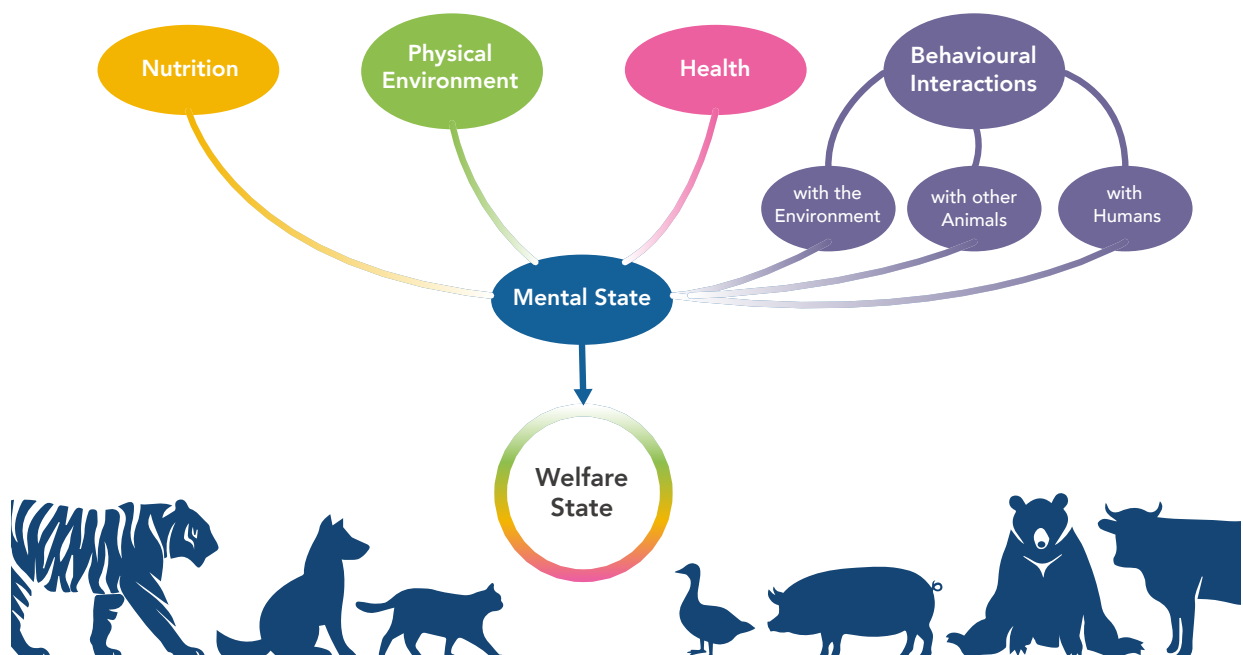 Nutrition
Physical
Environment
Health
Behavioural
Interactions
with the
Environment
with other
Animals
with
Humans
Mental State
Welfare
State